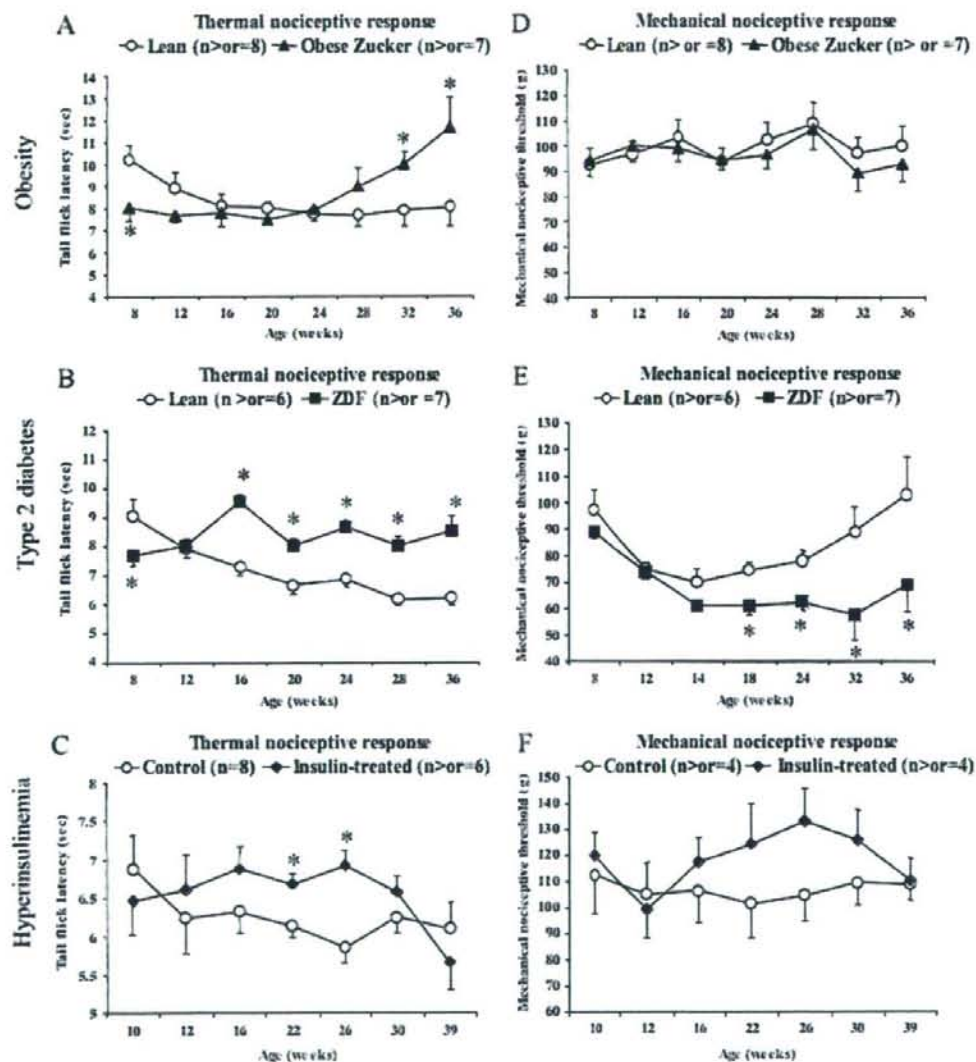 Obesity
A
Thermal nociceptive response
Lean (n>or=8) Obese Zucker (n>or=7)
Tail flick latency (sec)
14
13
12
11
10
9
8
7
6
5
4
* * *
8 12 16 20 24 28 32 36
Age (weeks)
D
Mechanical nociceptive response
Lean (n> or =8) Obese Zucker (n> or =7)
Mechanical nociceptive threshold (g)
130
120
110
100
90
80
70
60
50
40
8 12 16 20 24 28 32 36
Age (weeks)
Type 2 diabetes
B
Thermal nociceptive response
Lean (n >or=6) ZDF (n>or =7)
Tail flick latency (sec)
12
11
10
9
8
7
6
5
4
* * * * * *
8 12 16 20 24 28 36
Age (weeks)
E
Mechanical nociceptive response
Lean (n>or=6) ZDF (n>or=7)
Mechanical nociceptive threshold (g)
130
120
110
100
90
80
70
60
50
40
* * * *
8 12 14 18 24 32 36
Age (weeks)
Hyperinsulinemia
C
Thermal nociceptive response
Control (n=8) Insulin-treated (n>or=6)
Tail flick latency (sec)
8
7.5
7
6.5
6
5.5
5
* *
10 12 16 22 26 30 39
Age (weeks)
F
Mechanical nociceptive response
Control (n>or=4) Insulin-treated (n>or=4)
Mechanical nociceptive threshold (g)
150
140
130
120
110
100
90
80
70
60
10 12 16 22 26 30 39
Age (weeks)